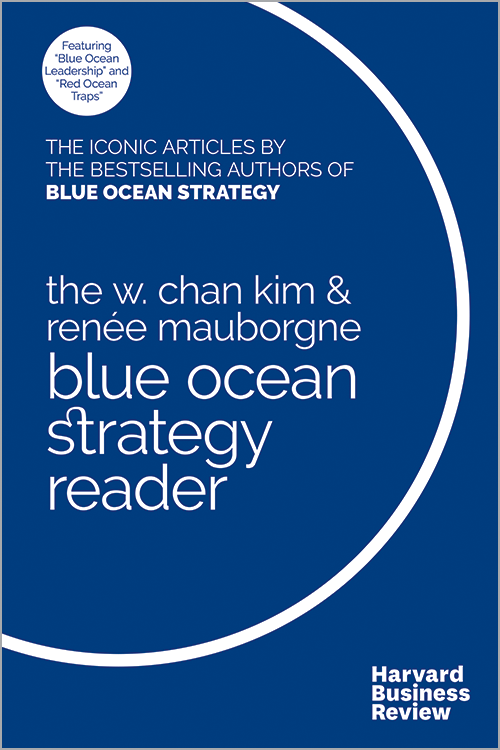 Featuring
"Blue Ocean
Leadership" and
"Red Ocean
Traps"
THE ICONIC ARTICLES BY
THE BESTSELLING AUTHORS OF
BLUE OCEAN STRATEGY
the w. chan kim &
renée mauborgne
blue ocean
strategy
reader
Harvard
Business
Review